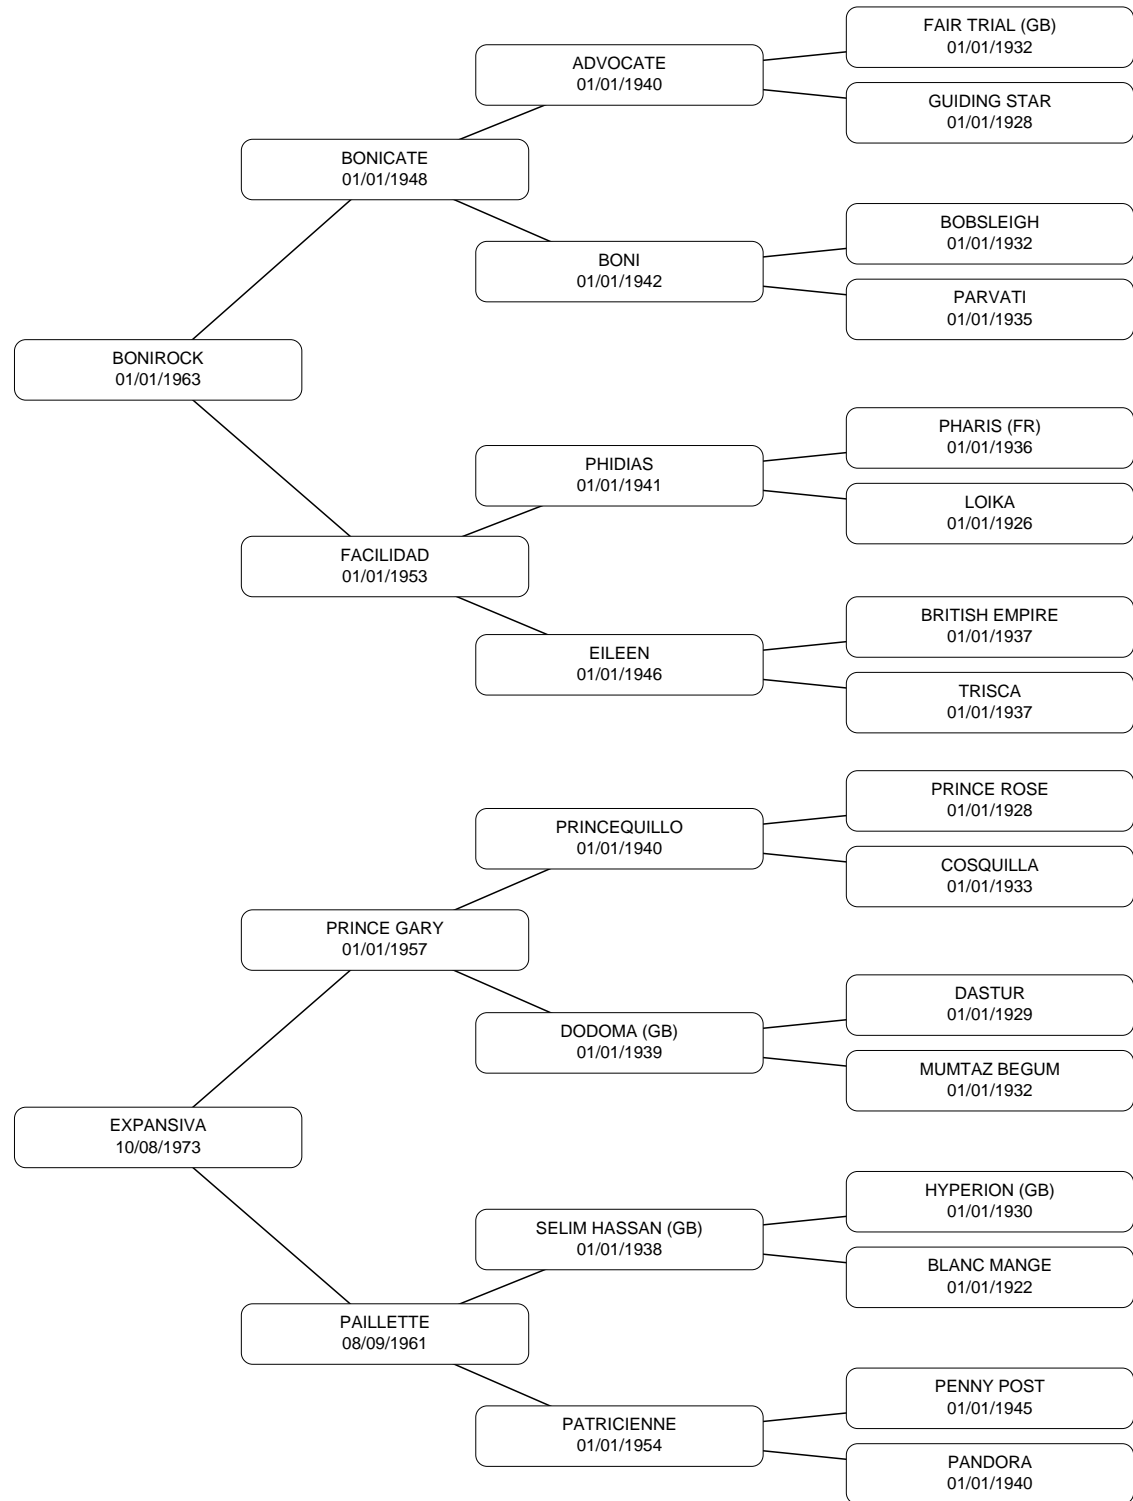 FAIR TRIAL (GB)
01/01/1932
ADVOCATE
01/01/1940
GUIDING STAR
01/01/1928
BONICATE
01/01/1948
BOBSLEIGH
01/01/1932
BONI
01/01/1942
PARVATI
01/01/1935
BONIROCK
01/01/1963
PHARIS (FR)
01/01/1936
PHIDIAS
01/01/1941
LOIKA
01/01/1926
FACILIDAD
01/01/1953
BRITISH EMPIRE
01/01/1937
EILEEN
01/01/1946
TRISCA
01/01/1937
PRINCE ROSE
01/01/1928
PRINCEQUILLO
01/01/1940
COSQUILLA
01/01/1933
PRINCE GARY
01/01/1957
DASTUR
01/01/1929
DODOMA (GB)
01/01/1939
MUMTAZ BEGUM
01/01/1932
EXPANSIVA
10/08/1973
HYPERION (GB)
01/01/1930
SELIM HASSAN (GB)
01/01/1938
BLANC MANGE
01/01/1922
PAILLETTE
08/09/1961
PENNY POST
01/01/1945
PATRICIENNE
01/01/1954
PANDORA
01/01/1940